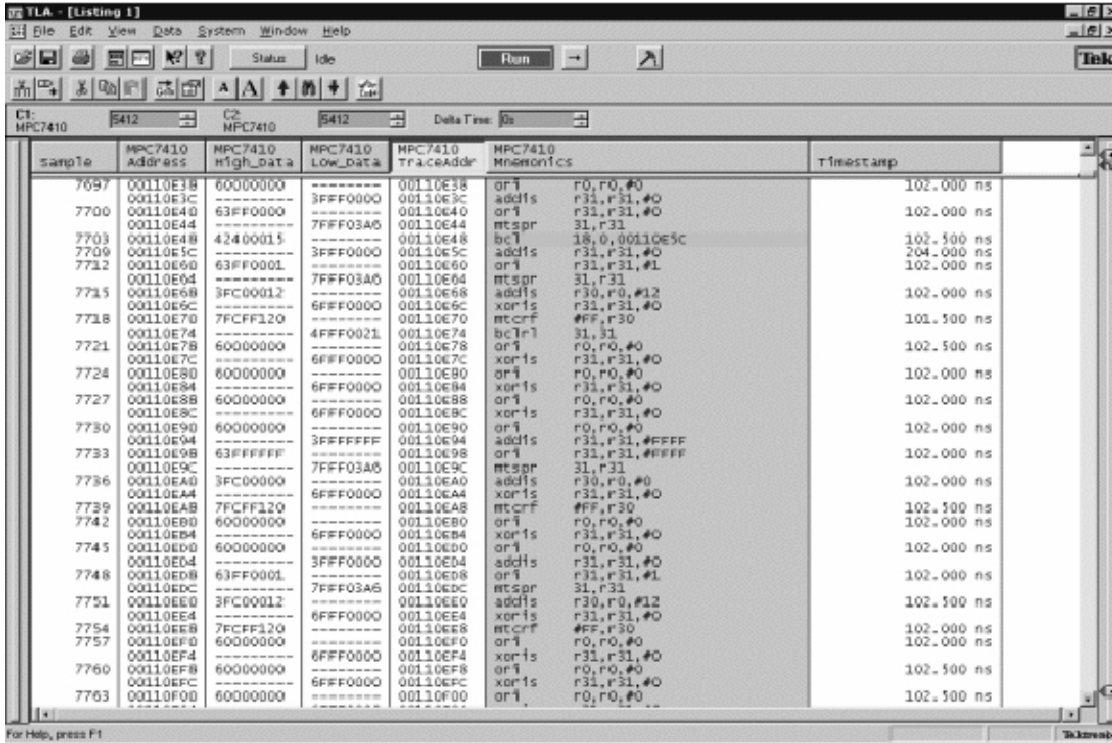 TLA - [Listing 1]
File Edit View Data System Window Help
Status Idle Run Tek
C1: MPC7410 5412 C2: MPC7410 5412 Delta Time: 0s
Sample MPC7410 Address MPC7410 High_Data MPC7410 Low_Data MPC7410 TraceAddr MPC7410 Mnemonics Timestamp
7697 00110E38 60000000 -------- 00110E38 ori r0,r0,#0 102.000 ns
00110E3C -------- 3FFF0000 00110E3C addis r31,r31,#0
7700 00110E40 63FF0000 -------- 00110E40 ori r31,r31,#0 102.000 ns
00110E44 -------- 7FFF03A6 00110E44 mtspr 31,r31
7703 00110E48 42400015 -------- 00110E48 bcl 18,0,00110E5C 102.500 ns
7709 00110E5C -------- 3FFF0000 00110E5C addis r31,r31,#0 204.000 ns
7712 00110E60 63FF0001 -------- 00110E60 ori r31,r31,#1 102.000 ns
00110E64 -------- 7FFF03A6 00110E64 mtspr 31,r31
7715 00110E68 3FC00012 -------- 00110E68 addis r30,r0,#12 102.000 ns
00110E6C -------- 6FFF0000 00110E6C xoris r31,r31,#0
7718 00110E70 7FCFF120 -------- 00110E70 mtcrf #FF,r30 101.500 ns
00110E74 -------- 4FFF0021 00110E74 bclrl 31,31
7721 00110E78 60000000 -------- 00110E78 ori r0,r0,#0 102.500 ns
00110E7C -------- 6FFF0000 00110E7C xoris r31,r31,#0
7724 00110E80 60000000 -------- 00110E80 ori r0,r0,#0 102.000 ns
00110E84 -------- 6FFF0000 00110E84 xoris r31,r31,#0
7727 00110E88 60000000 -------- 00110E88 ori r0,r0,#0 102.000 ns
00110E8C -------- 6FFF0000 00110E8C xoris r31,r31,#0
7730 00110E90 60000000 -------- 00110E90 ori r0,r0,#0 102.000 ns
00110E94 -------- 3FFFFFFF 00110E94 addis r31,r31,#FFFF
7733 00110E98 63FFFFFF -------- 00110E98 ori r31,r31,#FFFF 102.000 ns
00110E9C -------- 7FFF03A6 00110E9C mtspr 31,r31
7736 00110EA0 3FC00000 -------- 00110EA0 addis r30,r0,#0 102.000 ns
00110EA4 -------- 6FFF0000 00110EA4 xoris r31,r31,#0
7739 00110EA8 7FCFF120 -------- 00110EA8 mtcrf #FF,r30 102.500 ns
7742 00110EB0 60000000 -------- 00110EB0 ori r0,r0,#0 102.000 ns
00110EB4 -------- 6FFF0000 00110EB4 xoris r31,r31,#0
7745 00110ED0 60000000 -------- 00110ED0 ori r0,r0,#0 102.000 ns
00110ED4 -------- 3FFF0000 00110ED4 addis r31,r31,#0
7748 00110ED8 63FF0001 -------- 00110ED8 ori r31,r31,#1 102.000 ns
00110EDC -------- 7FFF03A6 00110EDC mtspr 31,r31
7751 00110EE0 3FC00012 -------- 00110EE0 addis r30,r0,#12 102.500 ns
00110EE4 -------- 6FFF0000 00110EE4 xoris r31,r31,#0
7754 00110EE8 7FCFF120 -------- 00110EE8 mtcrf #FF,r30 102.000 ns
7757 00110EF0 60000000 -------- 00110EF0 ori r0,r0,#0 102.000 ns
00110EF4 -------- 6FFF0000 00110EF4 xoris r31,r31,#0
7760 00110EF8 60000000 -------- 00110EF8 ori r0,r0,#0 102.500 ns
00110EFC -------- 6FFF0000 00110EFC xoris r31,r31,#0
7763 00110F00 60000000 -------- 00110F00 ori r0,r0,#0 102.500 ns
For Help, press F1